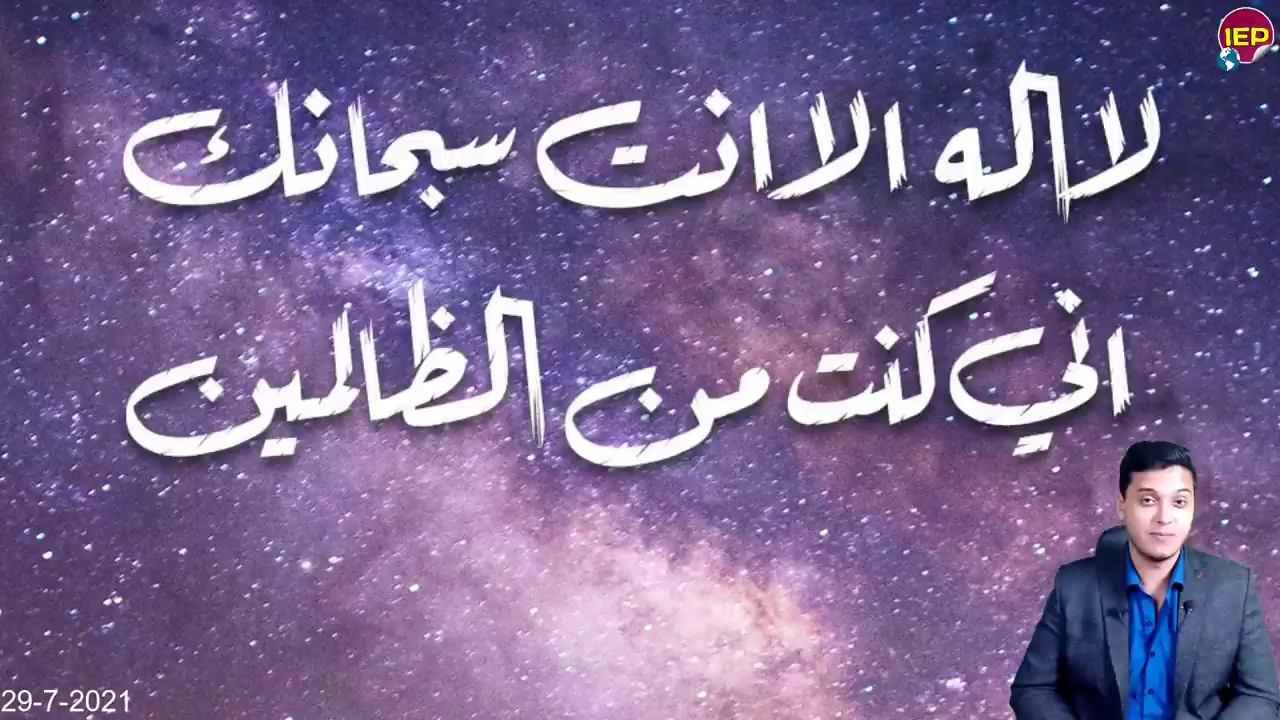 IEP
لا اله الا انت سبحانك
اني كنت من الظالمين
29-7-2021